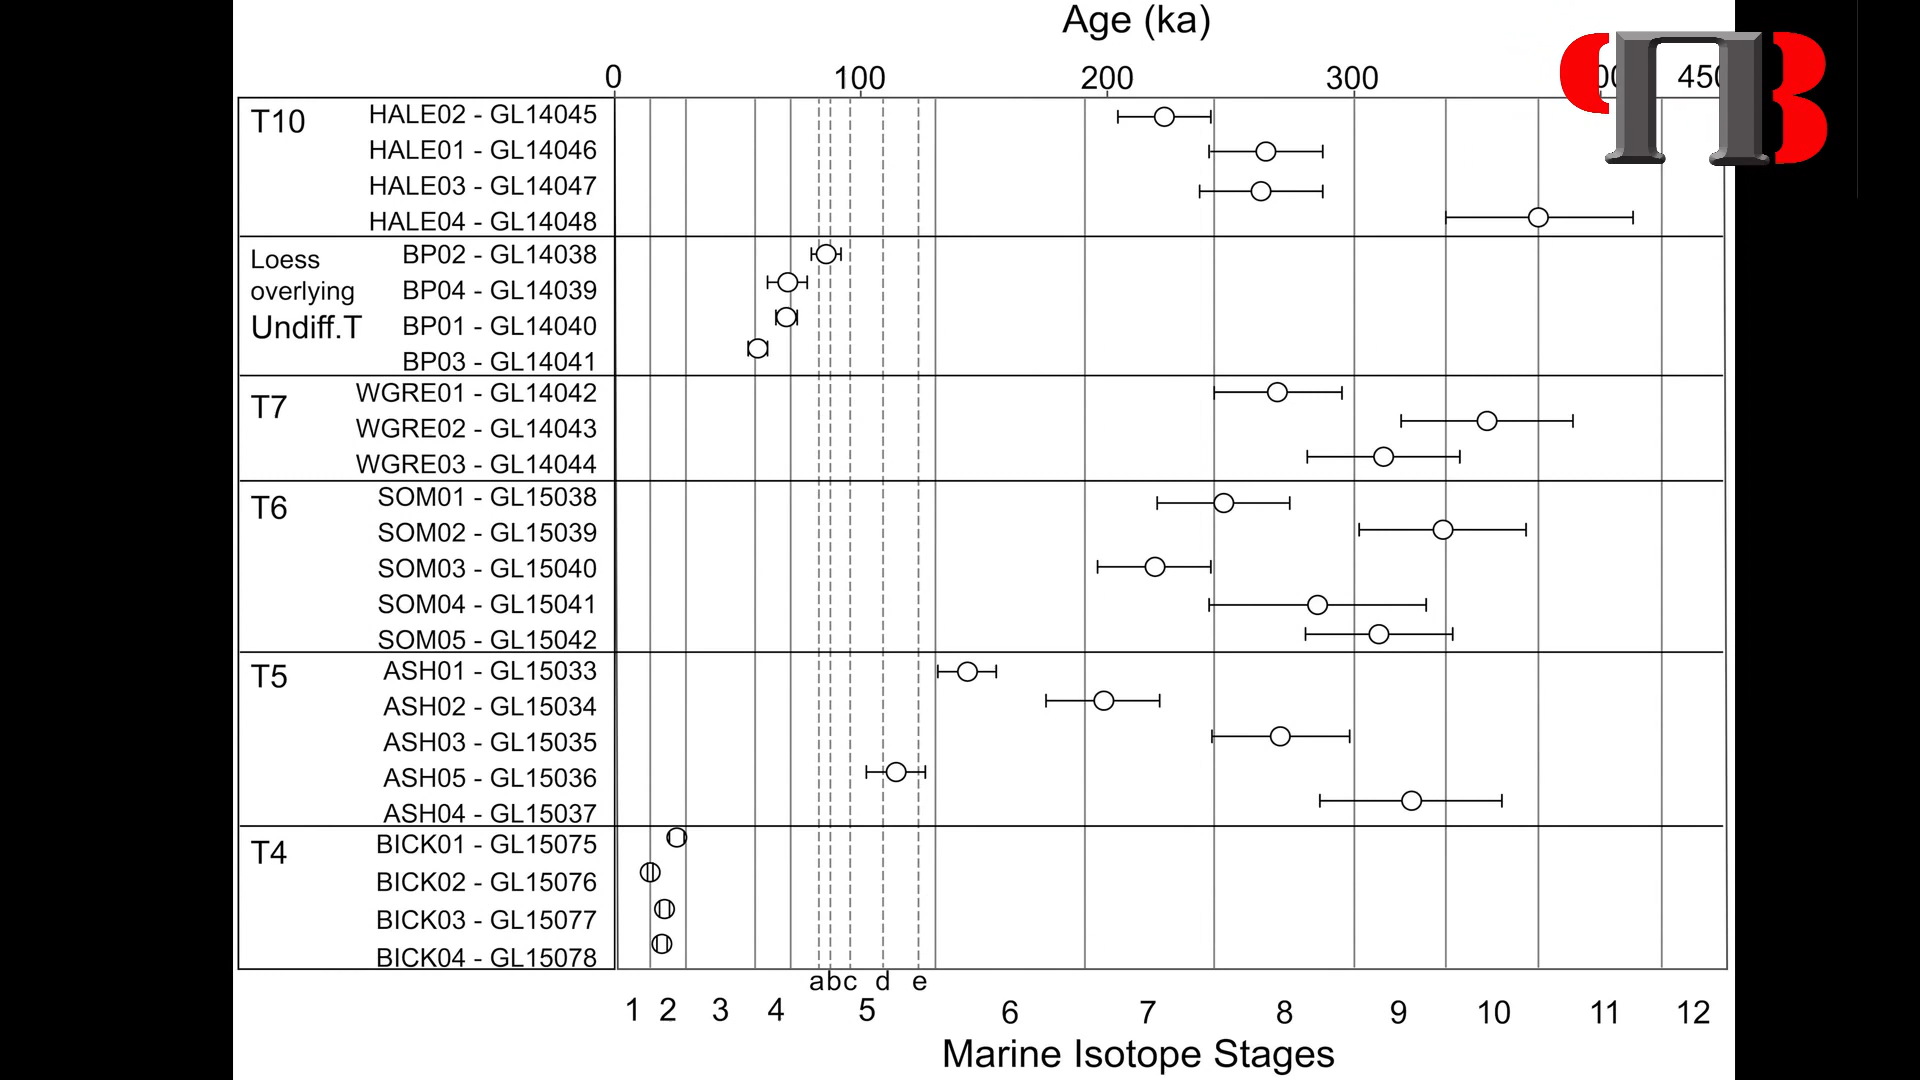 Age (ka)
0 100 200 300
T10
HALE02 - GL14045
HALE01 - GL14046
HALE03 - GL14047
HALE04 - GL14048
Loess
overlying
Undiff.T
BP02 - GL14038
BP04 - GL14039
BP01 - GL14040
BP03 - GL14041
T7
WGRE01 - GL14042
WGRE02 - GL14043
WGRE03 - GL14044
T6
SOM01 - GL15038
SOM02 - GL15039
SOM03 - GL15040
SOM04 - GL15041
SOM05 - GL15042
T5
ASH01 - GL15033
ASH02 - GL15034
ASH03 - GL15035
ASH05 - GL15036
ASH04 - GL15037
T4
BICK01 - GL15075
BICK02 - GL15076
BICK03 - GL15077
BICK04 - GL15078
a b c d e
1 2 3 4 5 6 7 8 9 10 11 12
Marine Isotope Stages